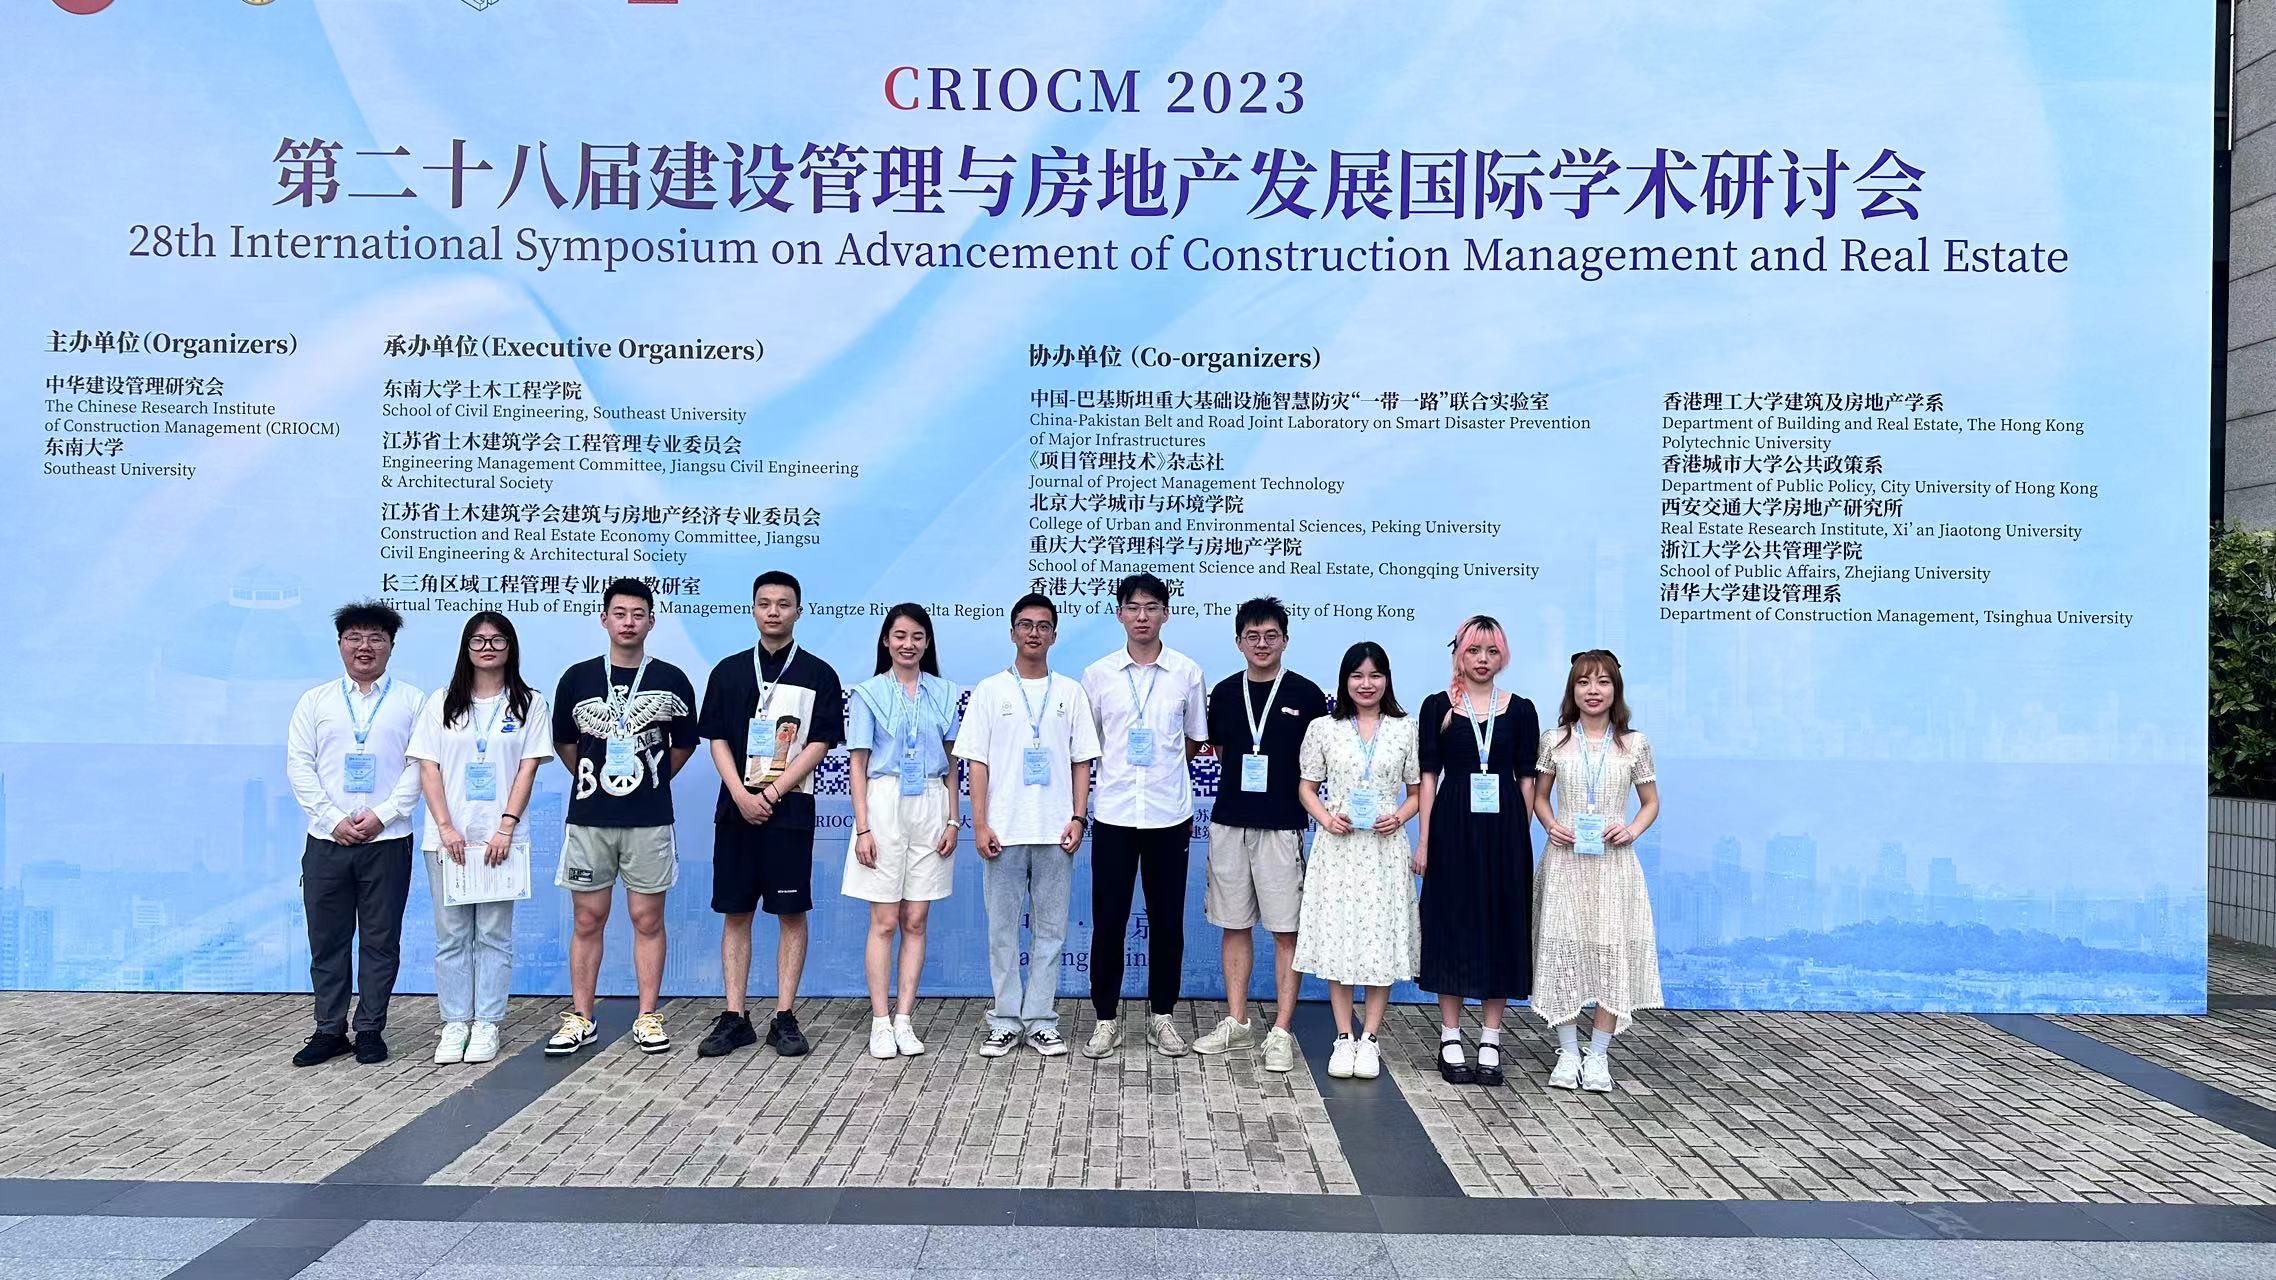 CRIOCM 2023
第二十八届建设管理与房地产发展国际学术研讨会
28th International Symposium on Advancement of Construction Management and Real Estate
主办单位（Organizers）
中华建设管理研究会
The Chinese Research Institute
of Construction Management (CRIOCM)
东南大学
Southeast University
承办单位（Executive Organizers）
东南大学土木工程学院
School of Civil Engineering, Southeast University
江苏省土木建筑学会工程管理专业委员会
Engineering Management Committee, Jiangsu Civil Engineering
& Architectural Society
江苏省土木建筑学会建筑与房地产经济专业委员会
Construction and Real Estate Economy Committee, Jiangsu
Civil Engineering & Architectural Society
长三角区域工程管理专业虚拟教研室
Virtual Teaching Hub of Management Yangtze Region
协办单位（Co-organizers）
中国-巴基斯坦重大基础设施智慧防灾“一带一路”联合实验室
China-Pakistan Belt and Road Joint Laboratory on Smart Disaster Prevention
of Major Infrastructures
《项目管理技术》杂志社
Journal of Project Management Technology
北京大学城市与环境学院
College of Urban and Environmental Sciences, Peking University
重庆大学管理科学与房地产学院
School of Management Science and Real Estate, Chongqing University
香港大学建 院
of The of Hong Kong
香港理工大学建筑及房地产学系
Department of Building and Real Estate, The Hong Kong
Polytechnic University
香港城市大学公共政策系
Department of Public Policy, City University of Hong Kong
西安交通大学房地产研究所
Real Estate Research Institute, Xi’an Jiaotong University
浙江大学公共管理学院
School of Public Affairs, Zhejiang University
清华大学建设管理系
Department of Construction Management, Tsinghua University
BOY
京